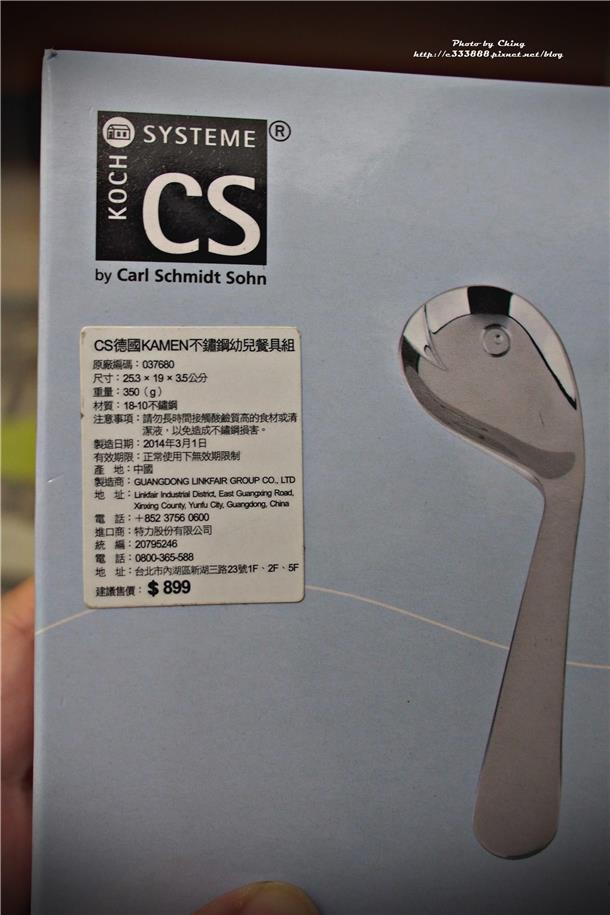 Photo by Ching
http://c333888.pixnet.net/blog
KOCH
SYSTEME ®
CS
by Carl Schmidt Sohn
CS德國KAMEN不鏽鋼幼兒餐具組
原廠編碼：037680
尺寸：25.3 × 19 × 3.5公分
重量：350（g）
材質：18-10不鏽鋼
注意事項：請勿長時間接觸酸鹼質高的食材或清
潔液，以免造成不鏽鋼損害。
製造日期：2014年3月1日
有效期限：正常使用下無效期限制
產　地：中國
製造商：GUANGDONG LINKFAIR GROUP CO., LTD
地　址：Linkfair Industrial District, East Guangxing Road,
Xinxing County, Yunfu City, Guangdong, China
電　話：＋852 3756 0600
進口商：特力股份有限公司
統　編：20795246
電　話：0800-365-588
地　址：台北市內湖區新湖三路23號1F、2F、5F
建議售價：$ 899